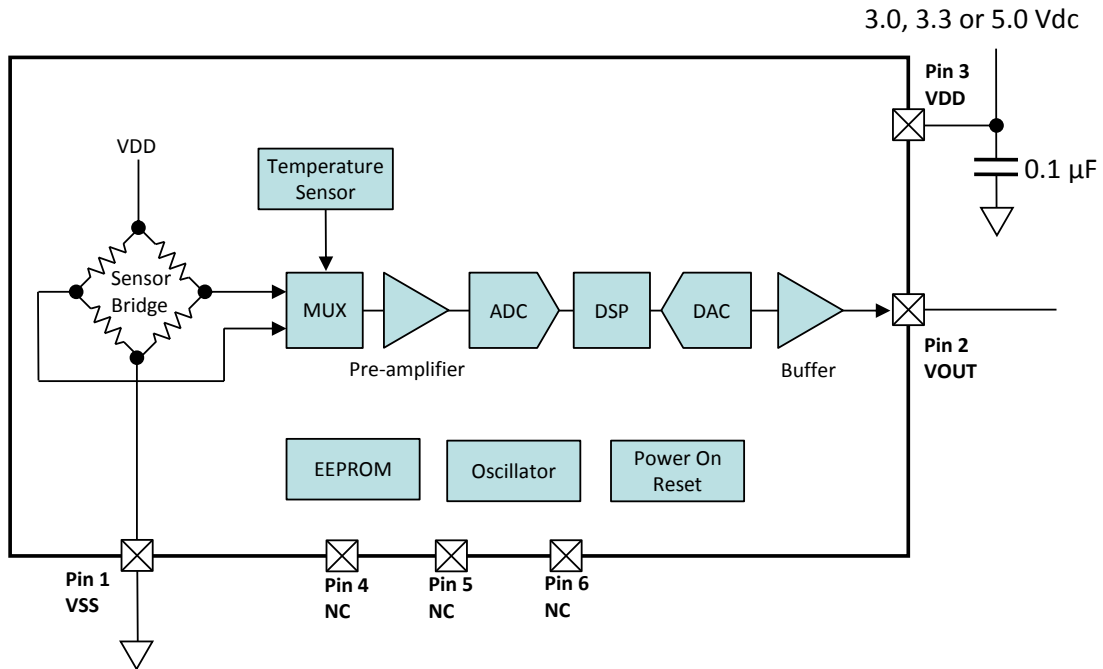 3.0, 3.3 or 5.0 Vdc
Pin 3
VDD
0.1 µF
VDD
Temperature
Sensor
Sensor
Bridge
MUX
ADC
DSP
DAC
Pre-amplifier
Buffer
Pin 2
VOUT
EEPROM
Oscillator
Power On
Reset
Pin 1
VSS
Pin 4
NC
Pin 5
NC
Pin 6
NC